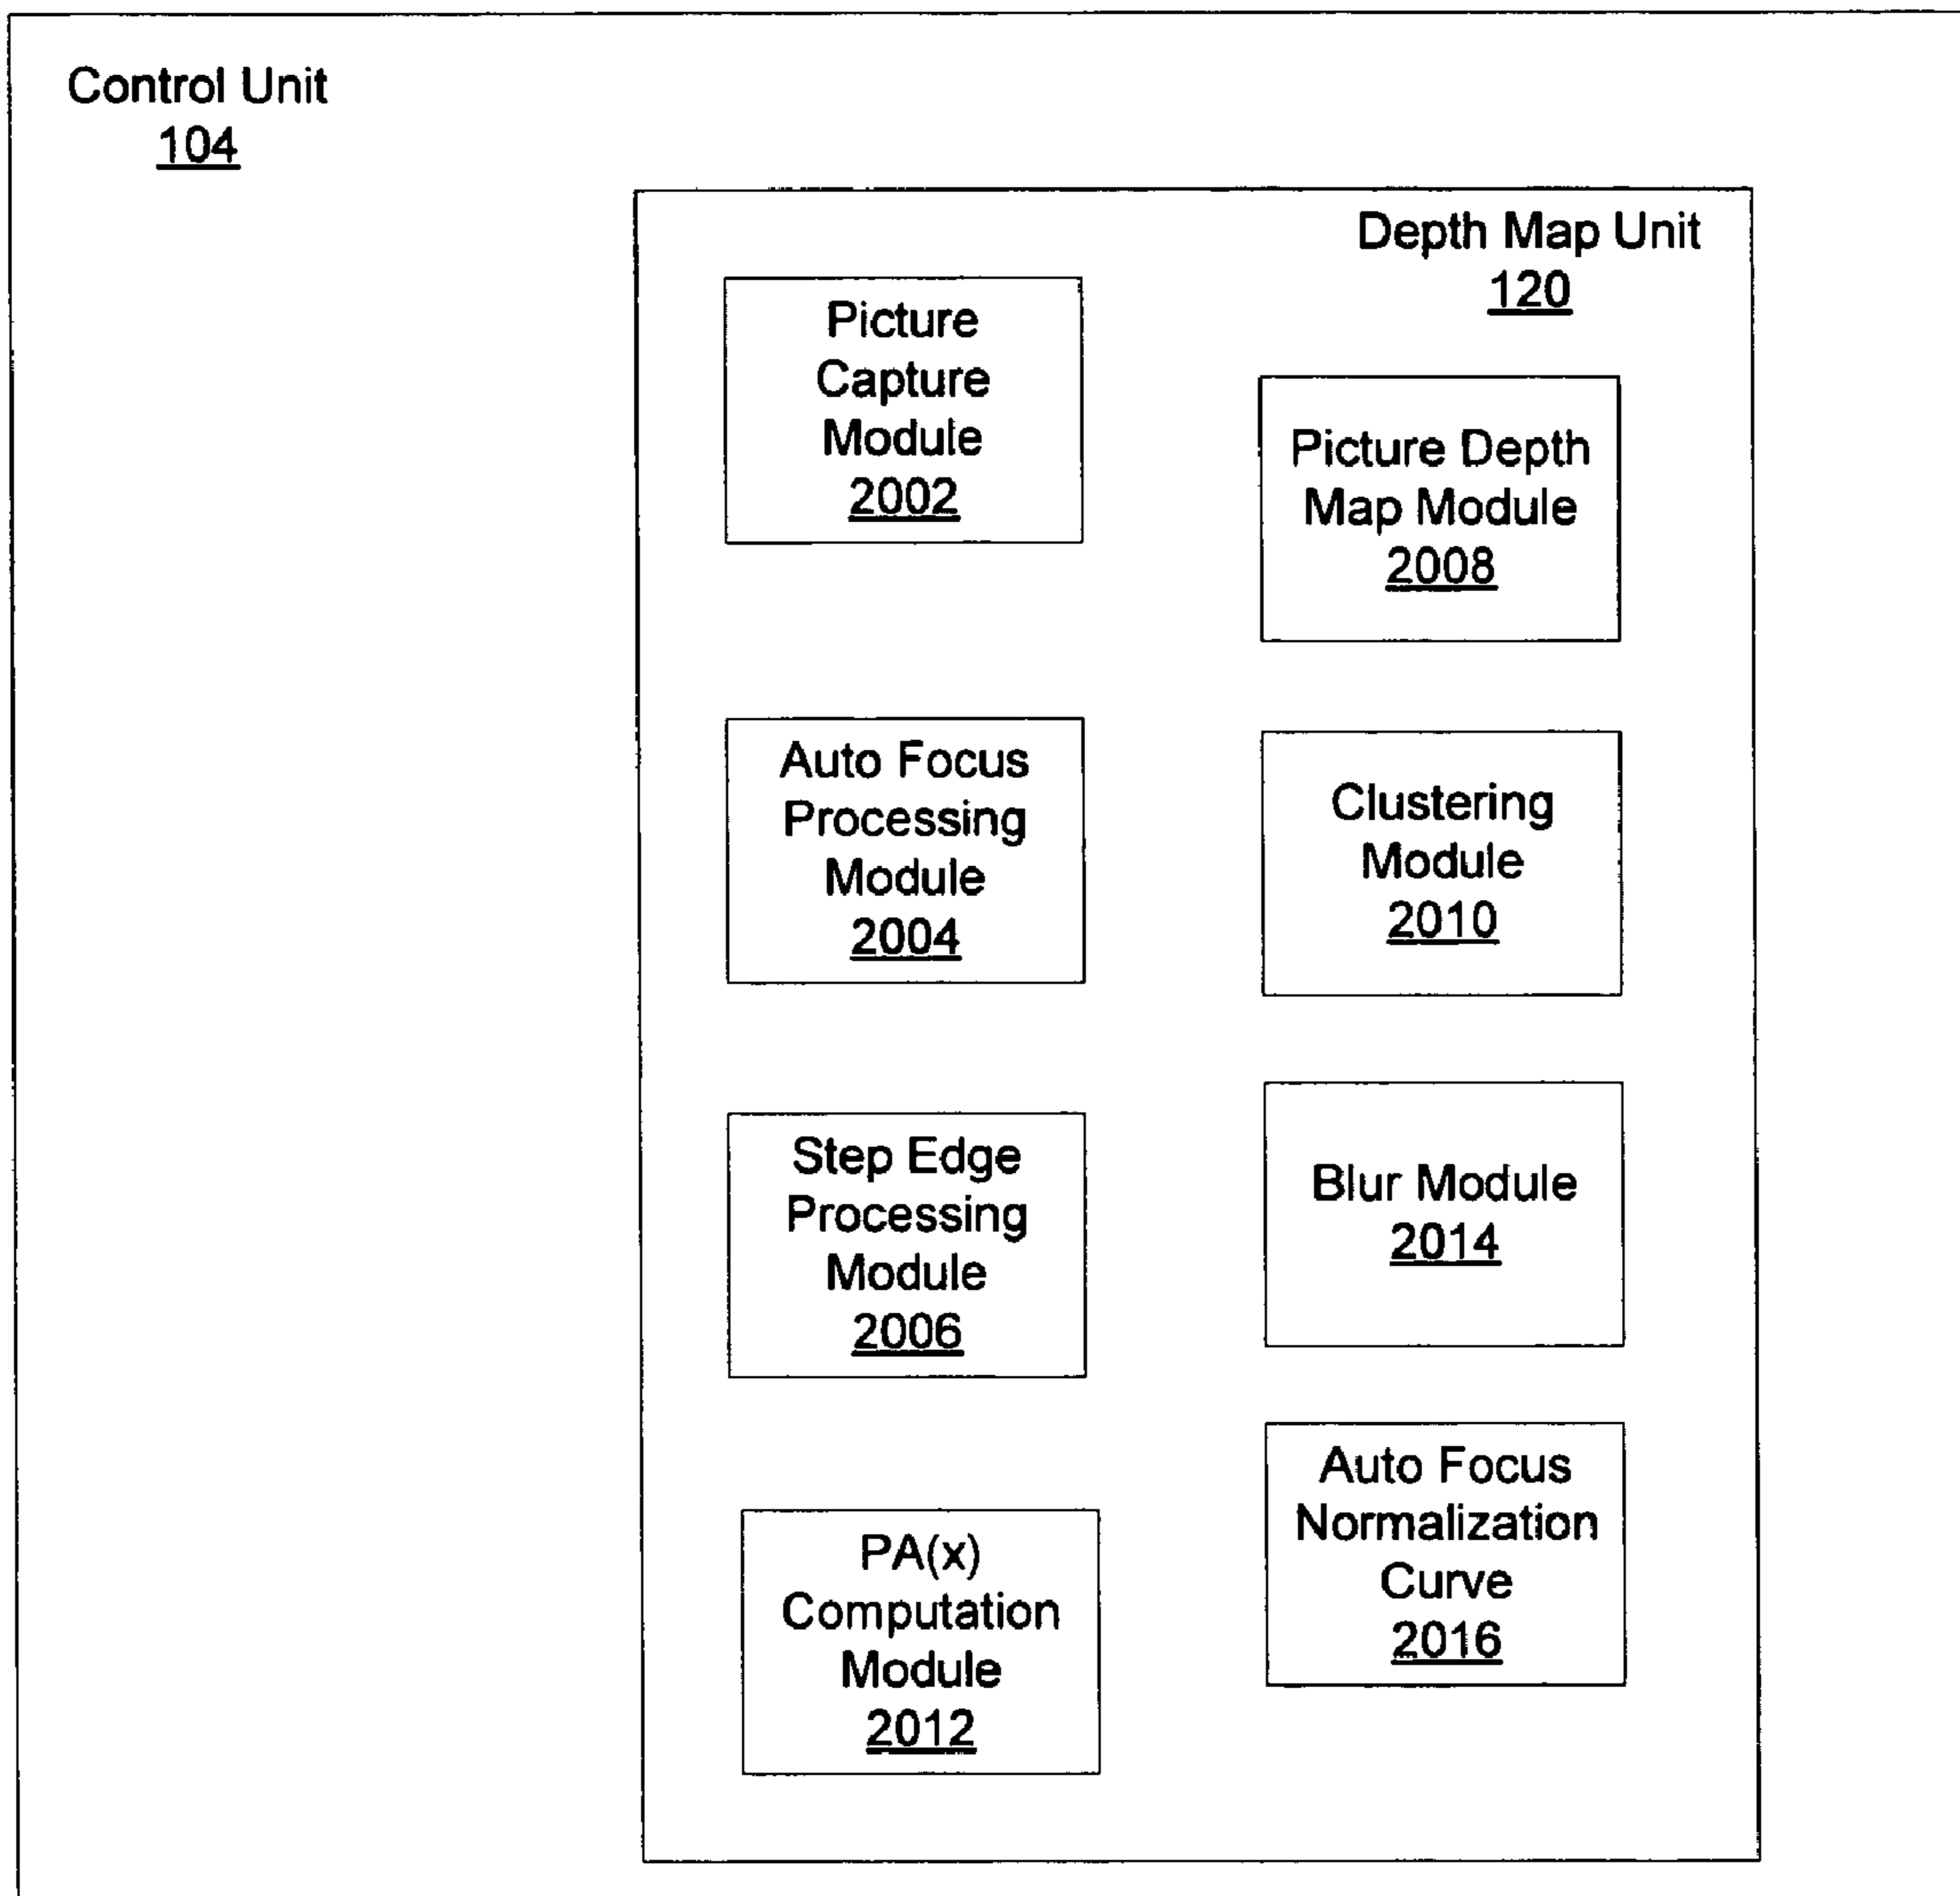 Control Unit
104
Depth Map Unit
120
Picture
Capture
Module
2002
Picture Depth
Map Module
2008
Auto Focus
Processing
Module
2004
Clustering
Module
2010
Step Edge
Processing
Module
2006
Blur Module
2014
PA(x)
Computation
Module
2012
Auto Focus
Normalization
Curve
2016